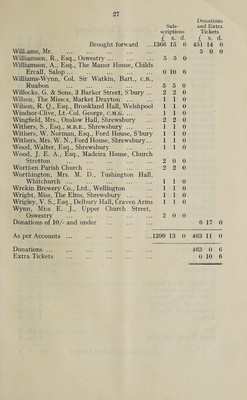 27
Sub-
scriptions
Donations
and Extra
Tickets
£ s. d. £ s. d.
Brought forward ...1366 15 6 451 14 0
Williams, Mr. ... ... ... ... ... 5 0 0
Williamson, R., Esq., Oswestry ... ... ... 5 5 0
Williamson, A., Esq., The Manor House, Childs
Ercall, Salop ... ... ... ... ... 0 10 6
Williams-Wynn, Col. Sir Watkin, Bart., C.B.,
Ruabon ... ... ... ... ... 5 5 0
Willocks, G. & Sons, 3 Barker Street, S'bury ... 2 2 0
Wilson, The Misses, Market Drayton ... ... 1 1 0
Wilson, R. Q., Esq., Brookland Hall, Welshpool 1 1 0
Windsor-Clive, Lt.-Col. George, C.M.G. ... ... 1 1 0
Wingfield, Mrs., Onslow Hall, Shrewsbury ... 2 2 0
Withers, S., Esq., M.B.E., Shrewsbury ... ... 1 1 0
Withers, W. Norman, Esq., Ford House, S'bury 1 1 0
Withers, Mrs. W. N., Ford House, Shrewsbury ... 1 1 0
Wood, Walter, Esq., Shrewsbury ... ... 1 1 0
Wood, J. E. A., Esq., Madeira House, Church
Stretton ... ... ... ... ... 2 0 0
Worthen Parish Church ... ... ... ... 2 2 0
Worthington, Mrs. M. D., Tushington Hall,
Whitchurch ... ... ... ... ... 1 1 0
Wrekin Brewery Co., Ltd., Wellington ... 1 1 0
Wright, Miss, The Elms, Shrewsbury ... ... 1 1 0
Wrigley, V. S., Esq., Delbury Hall, Craven Arms 1 1 0
Wynn, Miss E. J., Upper Church Street,
Oswestry ... ... ... ... ... 2 0 0
Donations of 10/- and under ... ... ... 6 17 0
As per Accounts ... ... ... ... ...1399 13 0 463 11 0
Donations ... ... ... ... ... 463 0 6
Extra Tickets ... ... ... ... ... 0 10 6